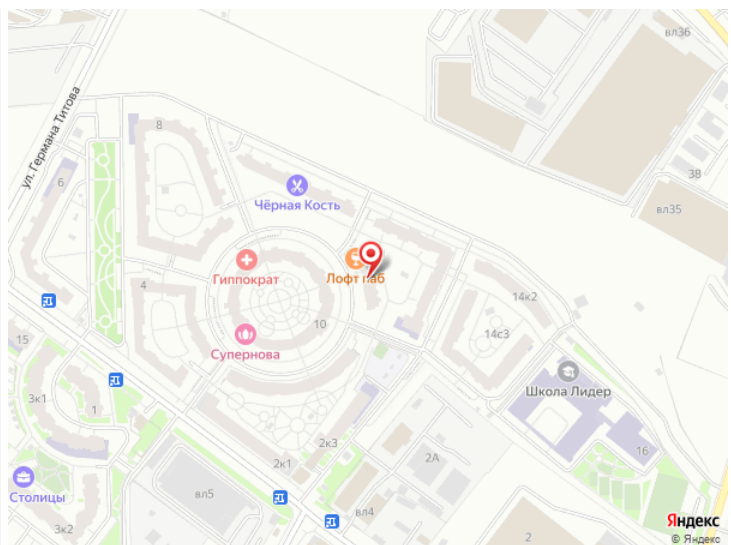 вл36
ул. Германа Титова
8
38
6
Чёрная Кость
вл35
Гиппократ
Лофт паб
4
14к2
10
14с3
15
Супернова
Школа Лидер
3к1
1
2к3
2А
16
2к1
Столицы
вл5
вл4
3к2
2
Яндекс
© Яндекс